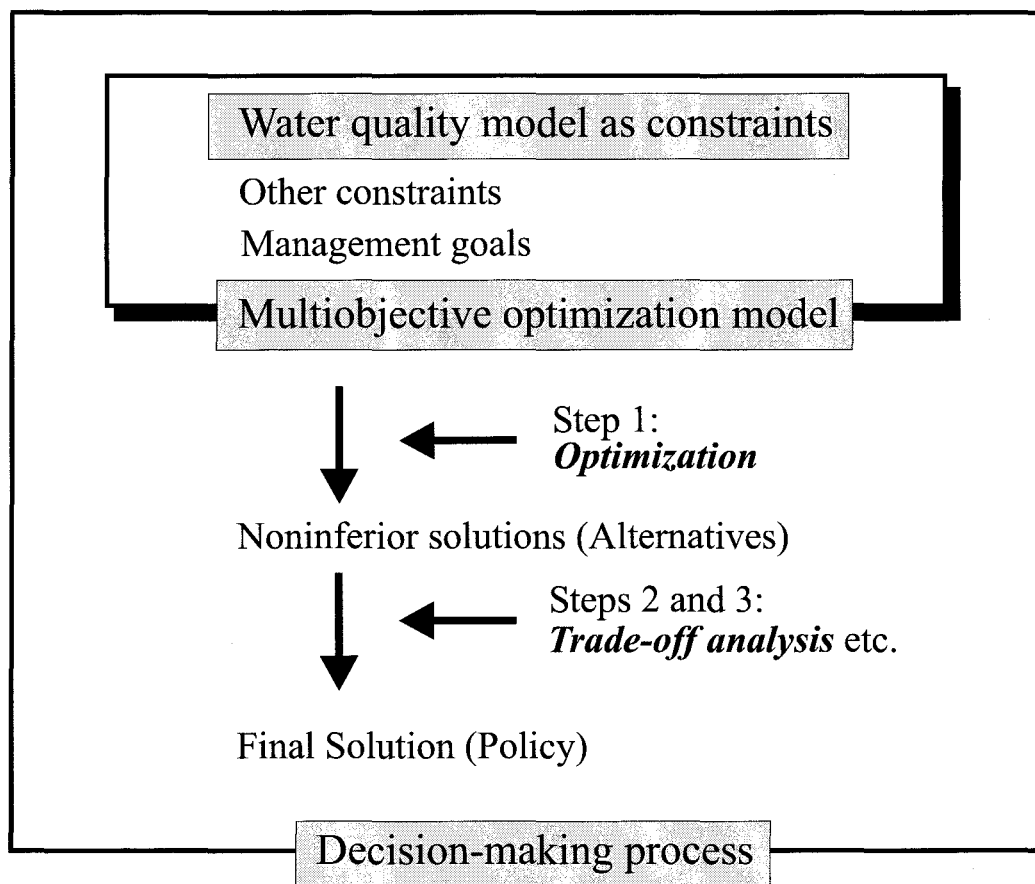 Water quality model as constraints
Other constraints
Management goals
Multiobjective optimization model
Step 1:
Optimization
Noninferior solutions (Alternatives)
Steps 2 and 3:
Trade-off analysis etc.
Final Solution (Policy)
Decision-making process